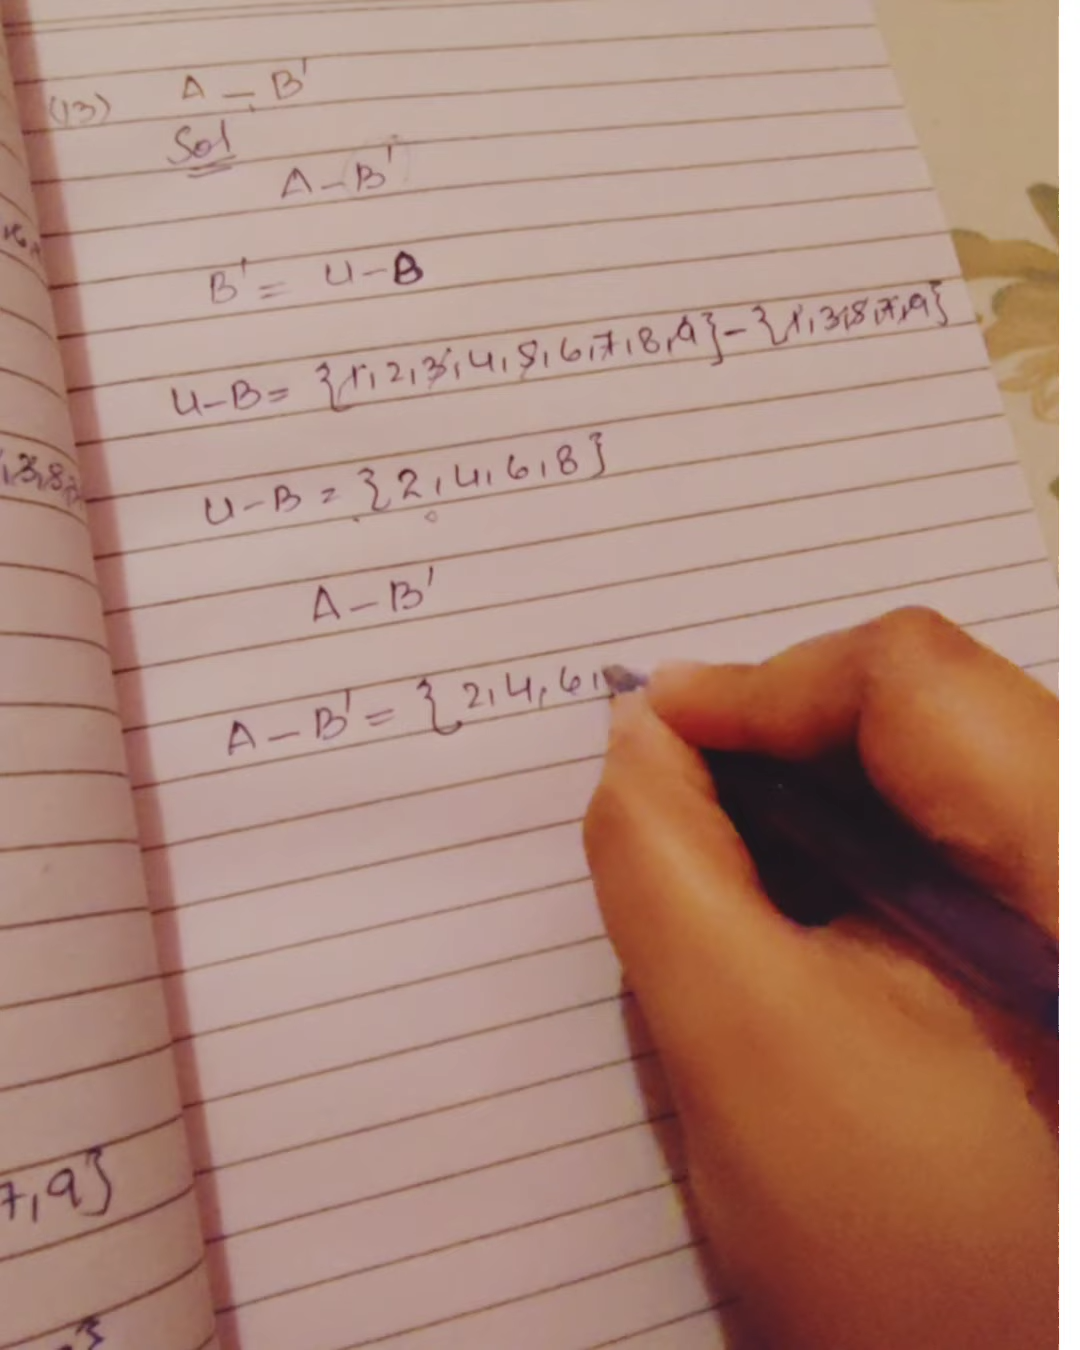 (13) A - B'
Sol
A - B'
B' = U - B
U - B = {1, 2, 3, 4, 5, 6, 7, 8, 9} - {1, 3, 5, 7, 9}
U - B = {2, 4, 6, 8}
A - B'
A - B' = {2, 4, 6,
7, 9}